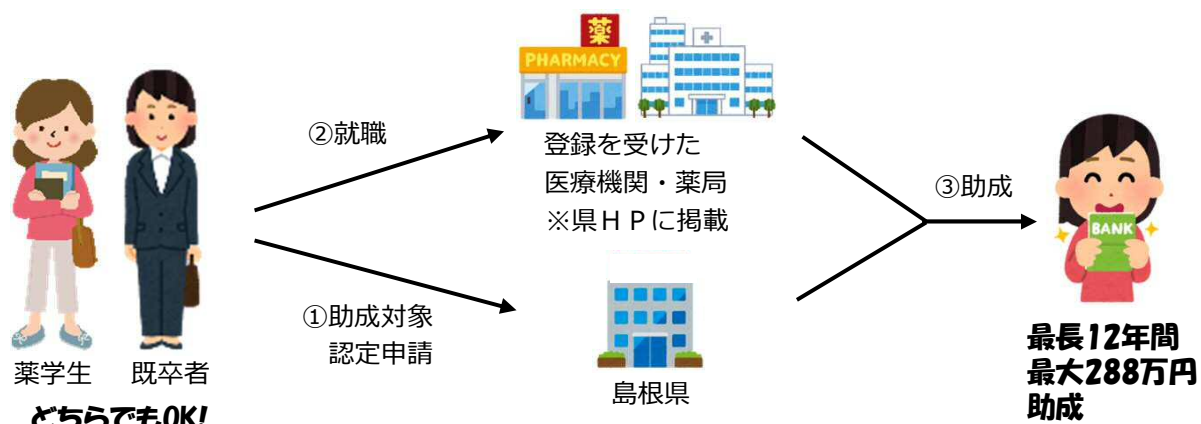 薬
PHARMACY
②就職
登録を受けた
医療機関・薬局
※県ＨＰに掲載
③助成
BANK
①助成対象
認定申請
薬学生
既卒者
どちらでもOK!
島根県
最長12年間
最大288万円
助成